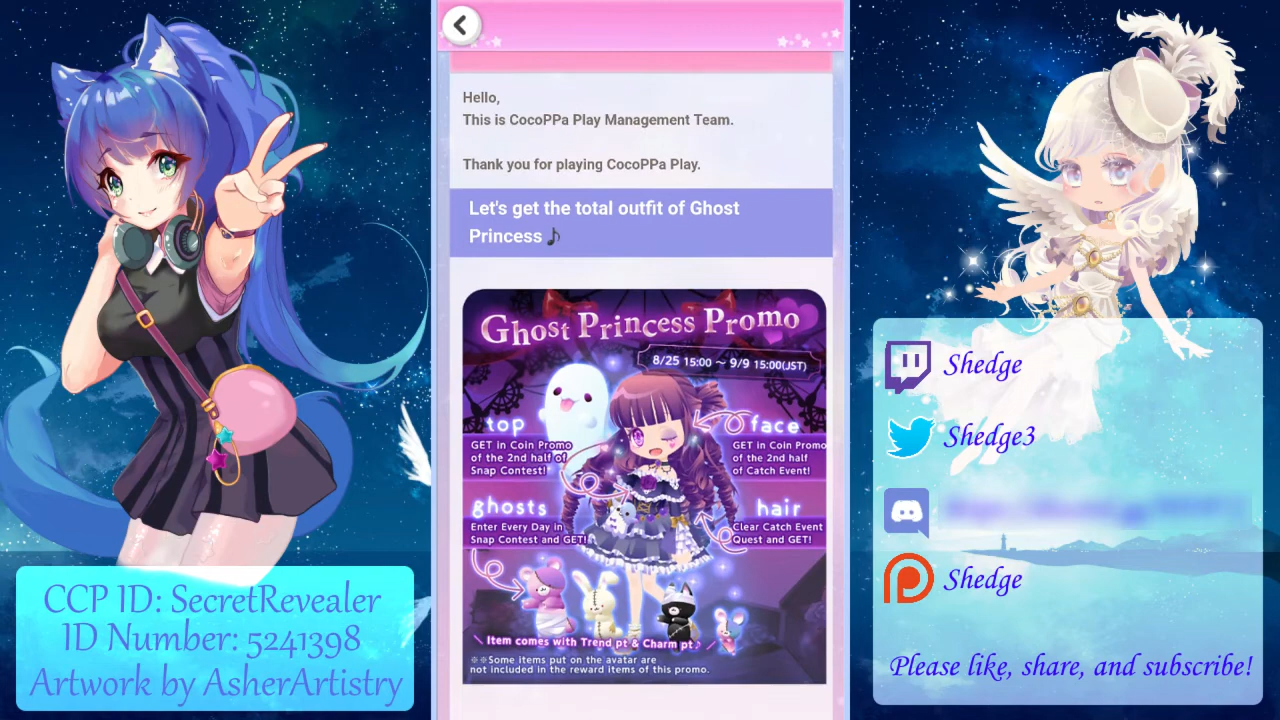 Hello,
This is CocoPPa Play Management Team.
Thank you for playing CocoPPa Play.
Let's get the total outfit of Ghost
Princess ♪
Ghost Princess Promo
8/25 15:00 ~ 9/9 15:00(JST)
top
GET in Coin Promo
of the 2nd half of
Snap Contest!
face
GET in Coin Promo
of the 2nd half
of Catch Event!
ghosts
Enter Every Day in
Snap Contest and GET!
hair
Clear Catch Event
Quest and GET!
\ Item comes with Trend pt & Charm pt♪ /
※※Some items put on the avatar are
not included in the reward items of this promo.
CCP ID: SecretRevealer
ID Number: 5241398
Artwork by AsherArtistry
Shedge
Shedge3
Shedge
Please like, share, and subscribe!